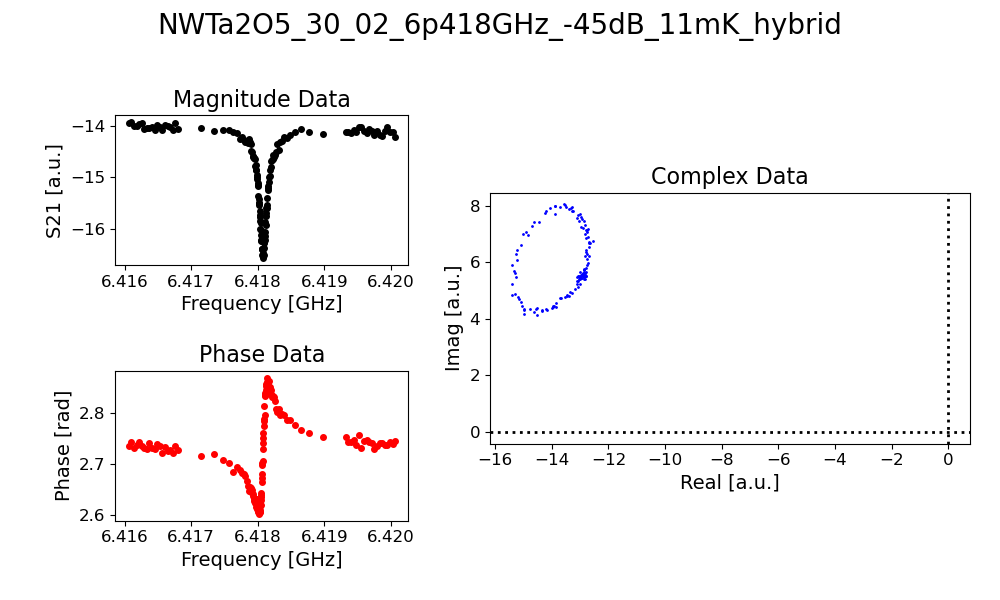 NWTa2O5_30_02_6p418GHz_-45dB_11mK_hybrid
Magnitude Data
S21 [a.u.]
−14
−15
−16
6.416 6.417 6.418 6.419 6.420
Frequency [GHz]
Phase Data
Phase [rad]
2.8
2.7
2.6
6.416 6.417 6.418 6.419 6.420
Frequency [GHz]
Complex Data
Imag [a.u.]
8
6
4
2
0
−16 −14 −12 −10 −8 −6 −4 −2 0
Real [a.u.]